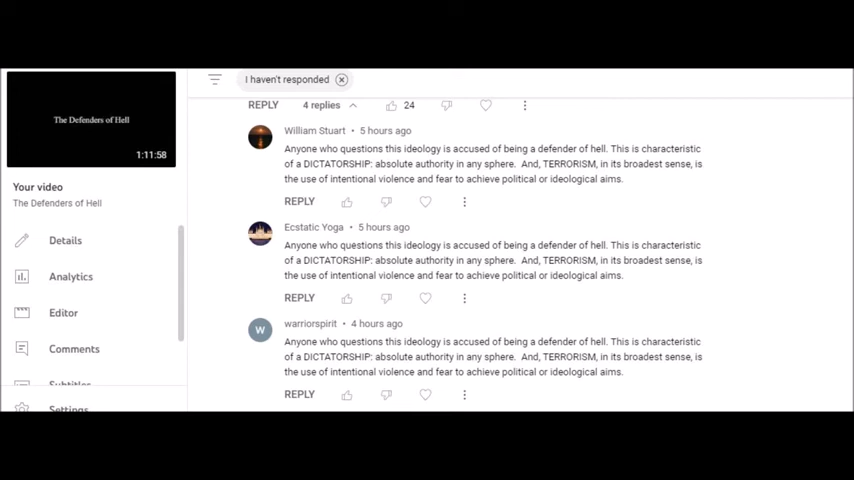 The Defenders of Hell
1:11:58
Your video
The Defenders of Hell
Details
Analytics
Editor
Comments
Subtitles
Settings
I haven't responded
REPLY 4 replies 24
William Stuart • 5 hours ago
Anyone who questions this ideology is accused of being a defender of hell. This is characteristic
of a DICTATORSHIP: absolute authority in any sphere. And, TERRORISM, in its broadest sense, is
the use of intentional violence and fear to achieve political or ideological aims.
REPLY
Ecstatic Yoga • 5 hours ago
Anyone who questions this ideology is accused of being a defender of hell. This is characteristic
of a DICTATORSHIP: absolute authority in any sphere. And, TERRORISM, in its broadest sense, is
the use of intentional violence and fear to achieve political or ideological aims.
REPLY
W
warriorspirit • 4 hours ago
Anyone who questions this ideology is accused of being a defender of hell. This is characteristic
of a DICTATORSHIP: absolute authority in any sphere. And, TERRORISM, in its broadest sense, is
the use of intentional violence and fear to achieve political or ideological aims.
REPLY